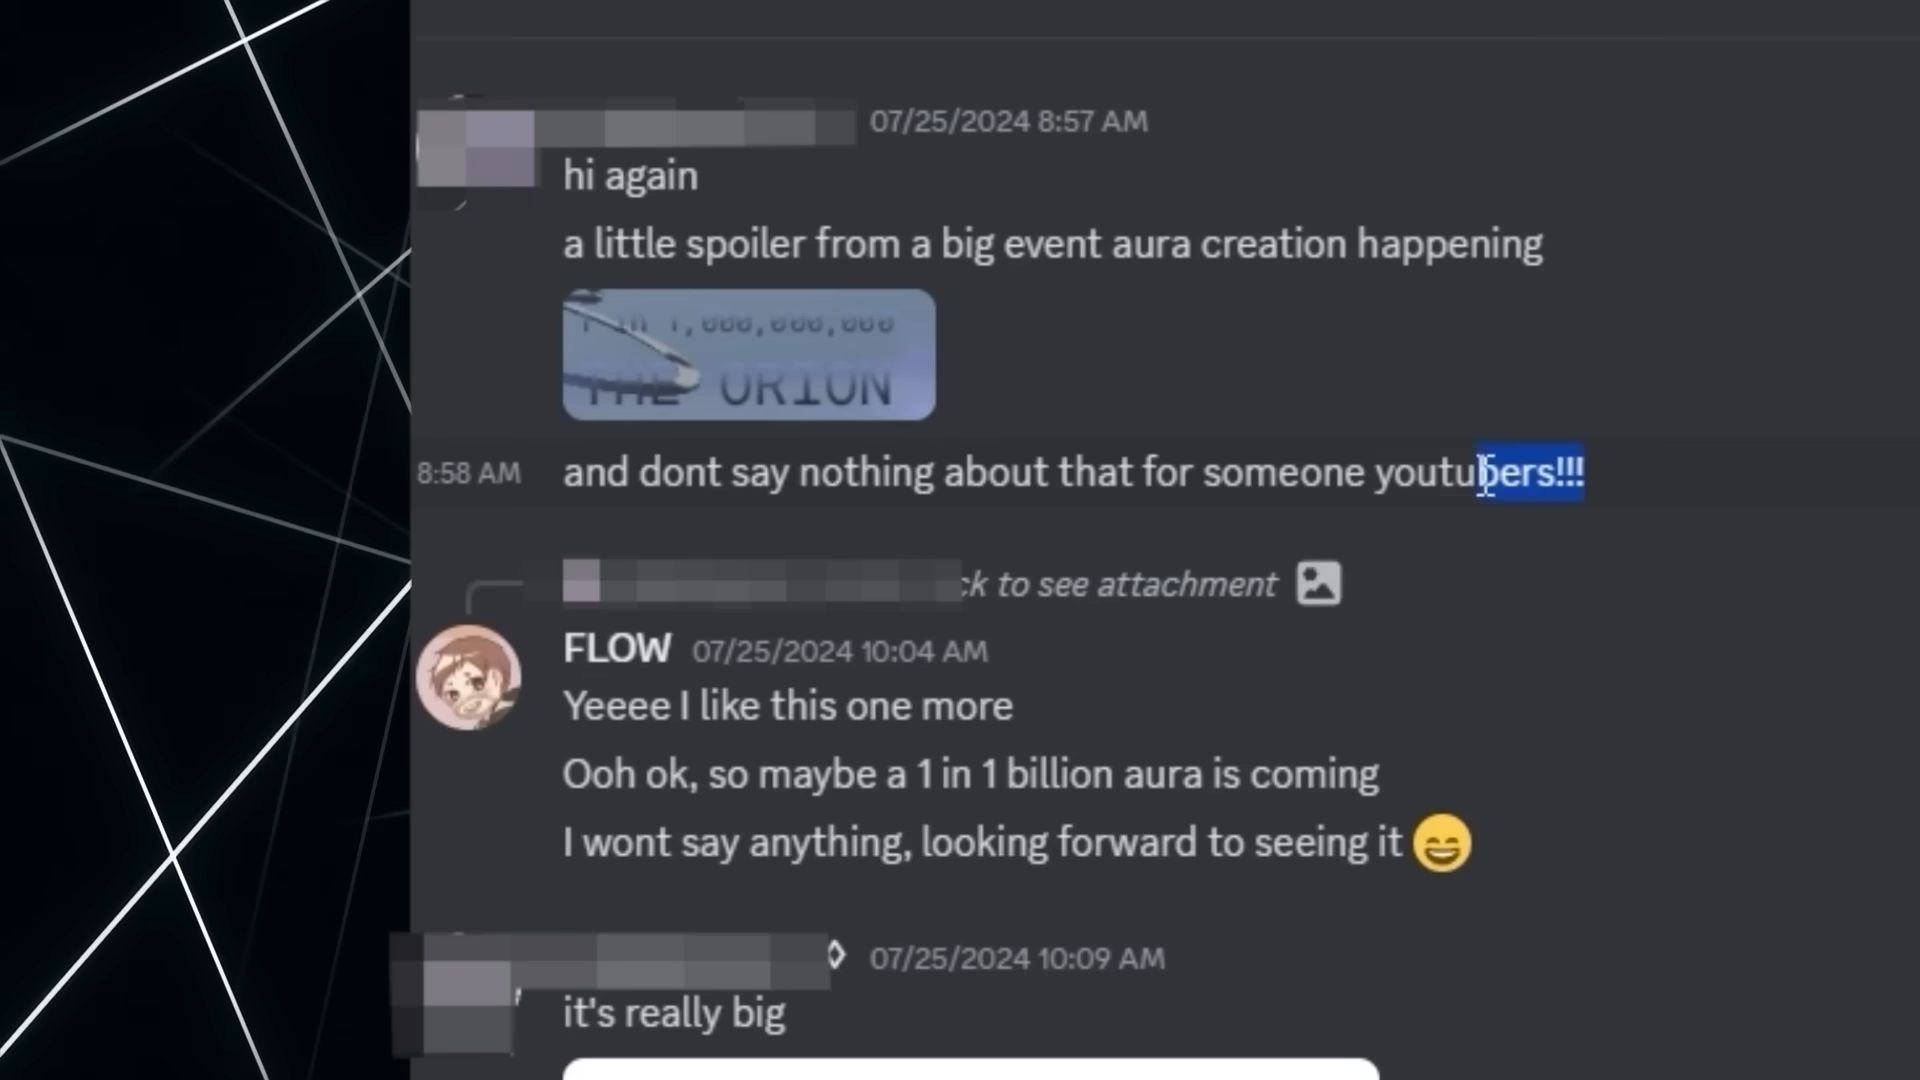 07/25/2024 8:57 AM
hi again
a little spoiler from a big event aura creation happening
1 in 1,000,000,000
THE ORION
8:58 AM and dont say nothing about that for someone youtubers!!!
to see attachment
FLOW 07/25/2024 10:04 AM
Yeeee I like this one more
Ooh ok, so maybe a 1 in 1 billion aura is coming
I wont say anything, looking forward to seeing it
07/25/2024 10:09 AM
it's really big